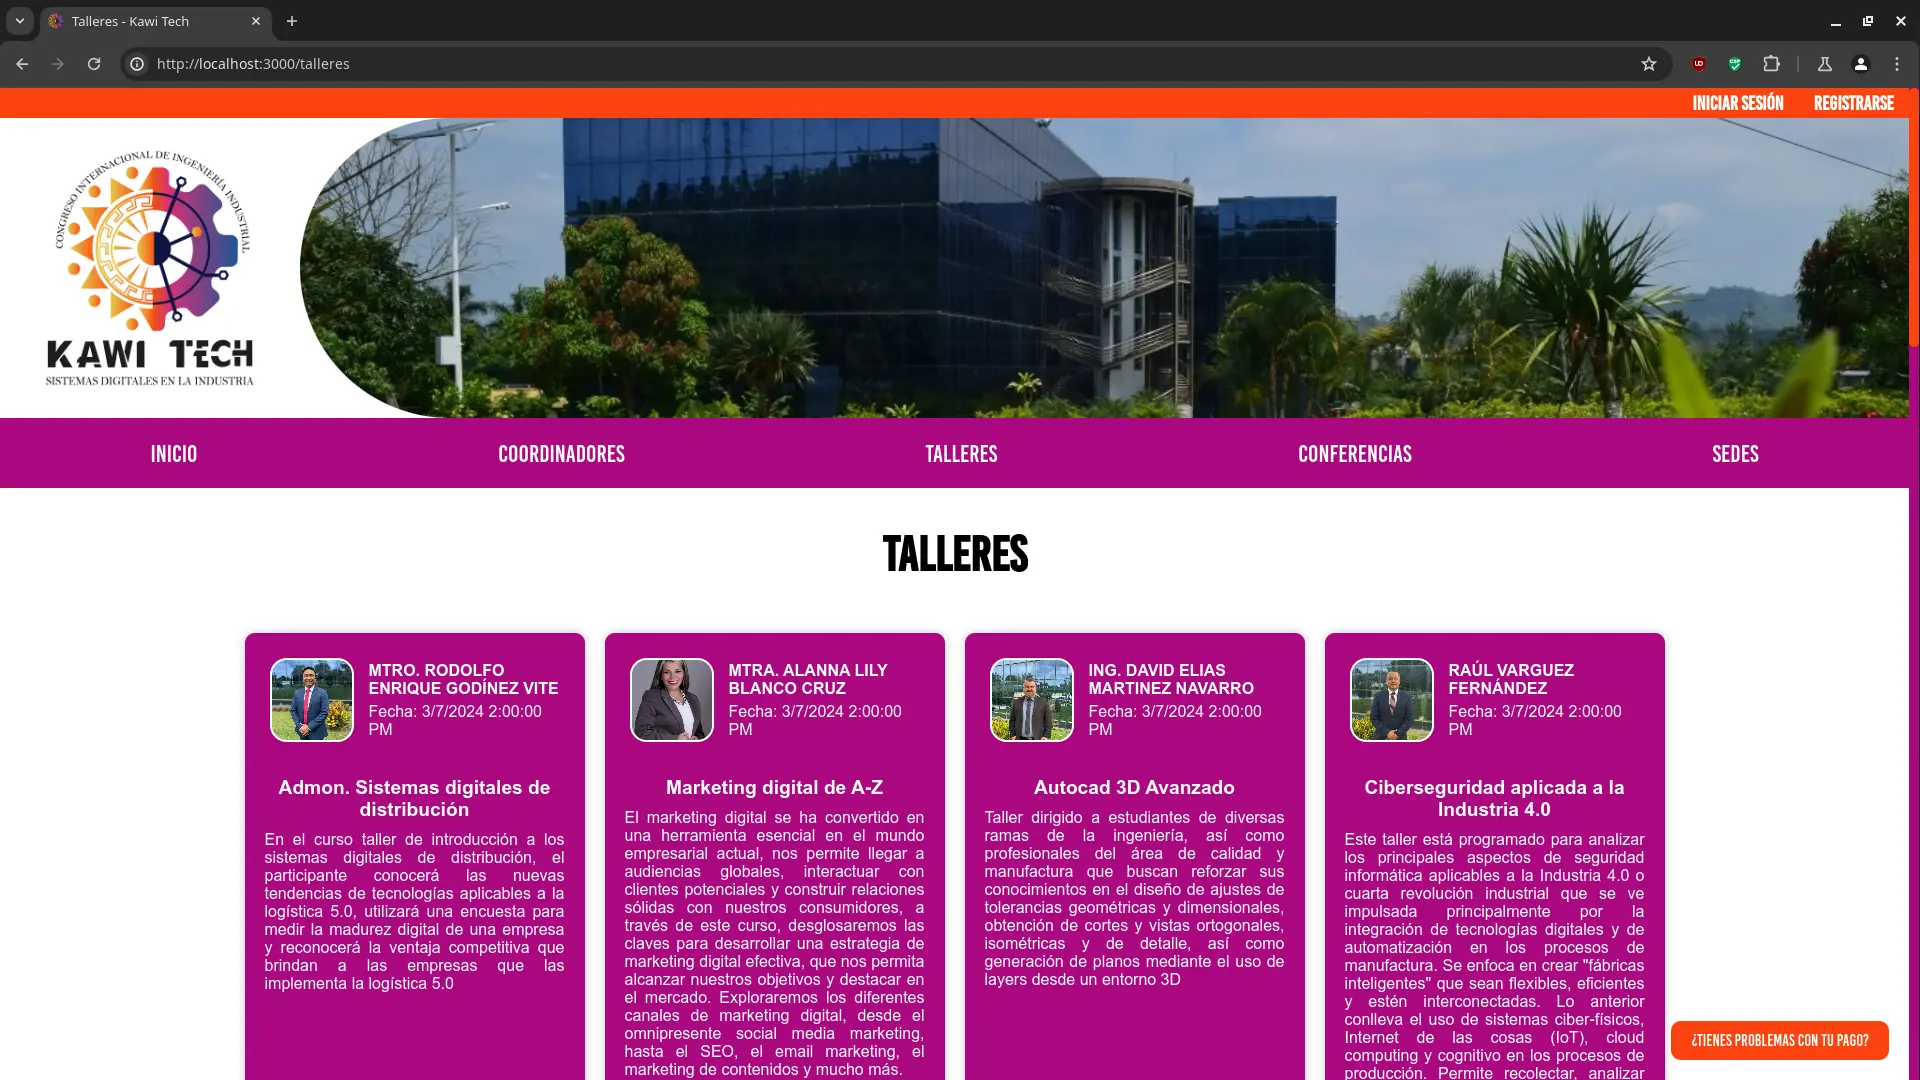 Talleres - Kawi Tech
http://localhost:3000/talleres
INICIAR SESIÓN
REGISTRARSE
CONGRESO INTERNACIONAL DE INGENIERÍA INDUSTRIAL
KAWI TECH
SISTEMAS DIGITALES EN LA INDUSTRIA
INICIO
COORDINADORES
TALLERES
CONFERENCIAS
SEDES
TALLERES
MTRO. RODOLFO
ENRIQUE GODÍNEZ VITE
Fecha: 3/7/2024 2:00:00
PM
Admon. Sistemas digitales de
distribución
En el curso taller de introducción a los
sistemas digitales de distribución, el
participante conocerá las nuevas
tendencias de tecnologías aplicables a la
logística 5.0, utilizará una encuesta para
medir la madurez digital de una empresa
y reconocerá la ventaja competitiva que
brindan a las empresas que las
implementa la logística 5.0
MTRA. ALANNA LILY
BLANCO CRUZ
Fecha: 3/7/2024 2:00:00
PM
Marketing digital de A-Z
El marketing digital se ha convertido en
una herramienta esencial en el mundo
empresarial actual, nos permite llegar a
audiencias globales, interactuar con
clientes potenciales y construir relaciones
sólidas con nuestros consumidores, a
través de este curso, desglosaremos las
claves para desarrollar una estrategia de
marketing digital efectiva, que nos permita
alcanzar nuestros objetivos y destacar en
el mercado. Exploraremos los diferentes
canales de marketing digital, desde el
omnipresente social media marketing,
hasta el SEO, el email marketing, el
marketing de contenidos y mucho más.
ING. DAVID ELIAS
MARTINEZ NAVARRO
Fecha: 3/7/2024 2:00:00
PM
Autocad 3D Avanzado
Taller dirigido a estudiantes de diversas
ramas de la ingeniería, así como
profesionales del área de calidad y
manufactura que buscan reforzar sus
conocimientos en el diseño de ajustes de
tolerancias geométricas y dimensionales,
obtención de cortes y vistas ortogonales,
isométricas y de detalle, así como
generación de planos mediante el uso de
layers desde un entorno 3D
RAÚL VARGUEZ
FERNÁNDEZ
Fecha: 3/7/2024 2:00:00
PM
Ciberseguridad aplicada a la
Industria 4.0
Este taller está programado para analizar
los principales aspectos de seguridad
informática aplicables a la Industria 4.0 o
cuarta revolución industrial que se ve
impulsada principalmente por la
integración de tecnologías digitales y de
automatización en los procesos de
manufactura. Se enfoca en crear "fábricas
inteligentes" que sean flexibles, eficientes
y estén interconectadas. Lo anterior
conlleva el uso de sistemas ciber-físicos,
Internet de las cosas (IoT), cloud
computing y cognitivo en los procesos de
producción. Permite recolectar, analizar
¿TIENES PROBLEMAS CON TU PAGO?